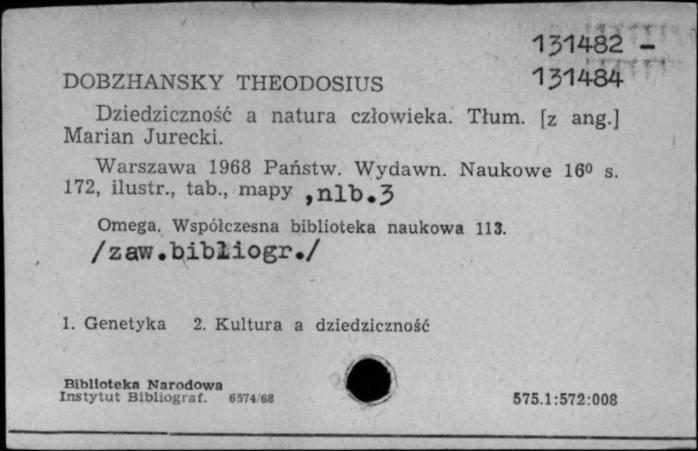 131482 –
131484
DOBZHANSKY THEODOSIUS
Dziedziczność a natura człowieka. Tłum. [z ang.]
Marian Jurecki.
Warszawa 1968 Państw. Wydawn. Naukowe 16⁰ s.
172, ilustr., tab., mapy ,nlb.3
Omega. Współczesna biblioteka naukowa 113.
/zaw.bibliogr./
1. Genetyka 2. Kultura a dziedziczność
Biblioteka Narodowa
Instytut Bibliograf. 6574/68
575.1:572:008